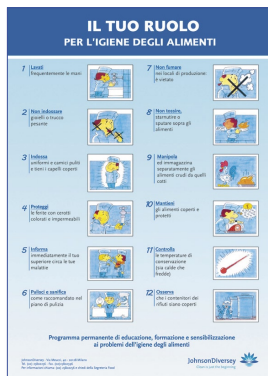 IL TUO RUOLO
PER L'IGIENE DEGLI ALIMENTI
1 Lavati
frequentemente le mani
2 Non indossare
gioielli o trucco
pesante
3 Indossa
uniformi e camici puliti
e tieni i capelli coperti
4 Proteggi
le ferite con cerotti
colorati e impermeabili
5 Informa
immediatamente il tuo
superiore circa le tue
malattie
6 Pulisci e sanifica
come raccomandato nel
piano di pulizia
7 Non fumare
nei locali di produzione:
è vietato
8 Non tossire,
starnutire o
sputare sopra gli
alimenti
9 Manipola
ed immagazzina
separatamente gli
alimenti crudi da quelli
cotti
10 Mantieni
gli alimenti coperti e
protetti
11 Controlla
le temperature di
conservazione
(sia calde che
fredde)
12 Osserva
che i contenitori dei
rifiuti siano coperti
Programma permanente di educazione, formazione e sensibilizzazione
ai problemi dell'igiene degli alimenti
JohnsonDiversey